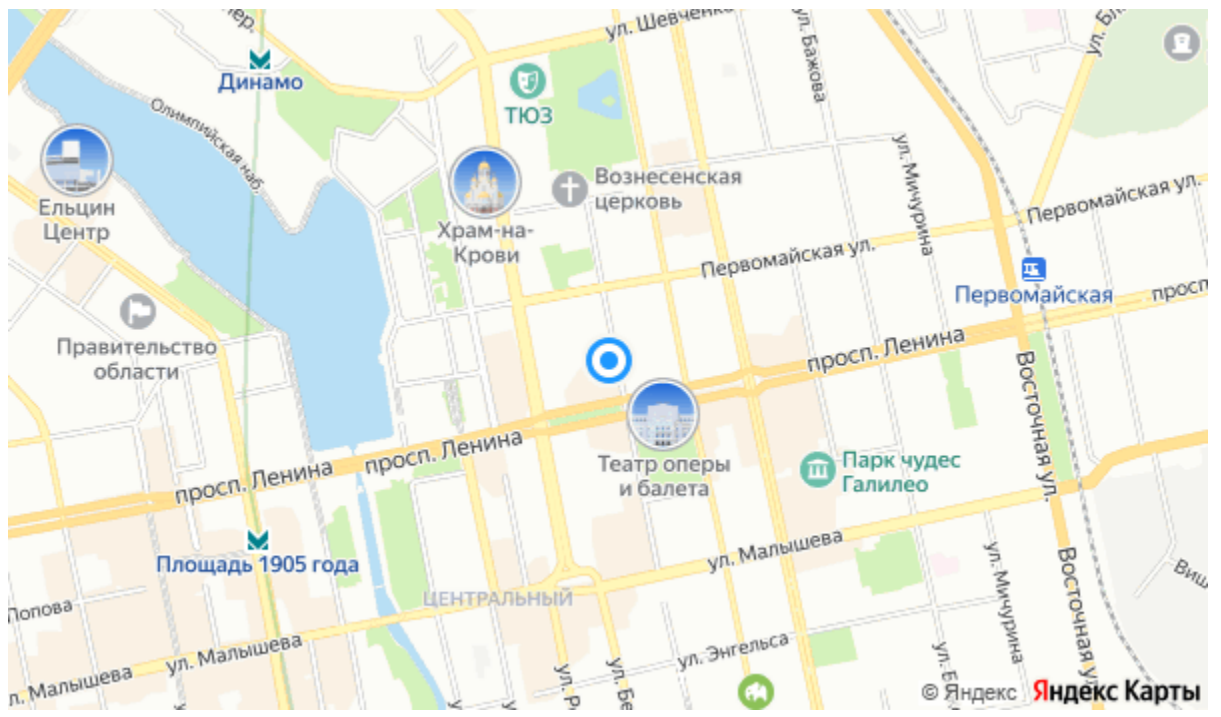 пер.
ул. Шевченко
ул. Бажова
Динамо
ТЮЗ
Олимпийская наб.
Ельцин
Центр
Храм-на-
Крови
Вознесенская
церковь
ул. Мичурина
Первомайская ул.
Первомайская ул.
Первомайская
Правительство
области
просп. Ленина
просп. Ленина
просп. Ленина
просп.
Восточная ул.
Театр оперы
и балета
Парк чудес
Галилео
Площадь 1905 года
ул. Малышева
ЦЕНТРАЛЬНЫЙ
Попова
ул. Малышева
ул. Малышева
ул. Энгельса
ул. Мичурина
Восточная ул.
© Яндекс Яндекс Карты